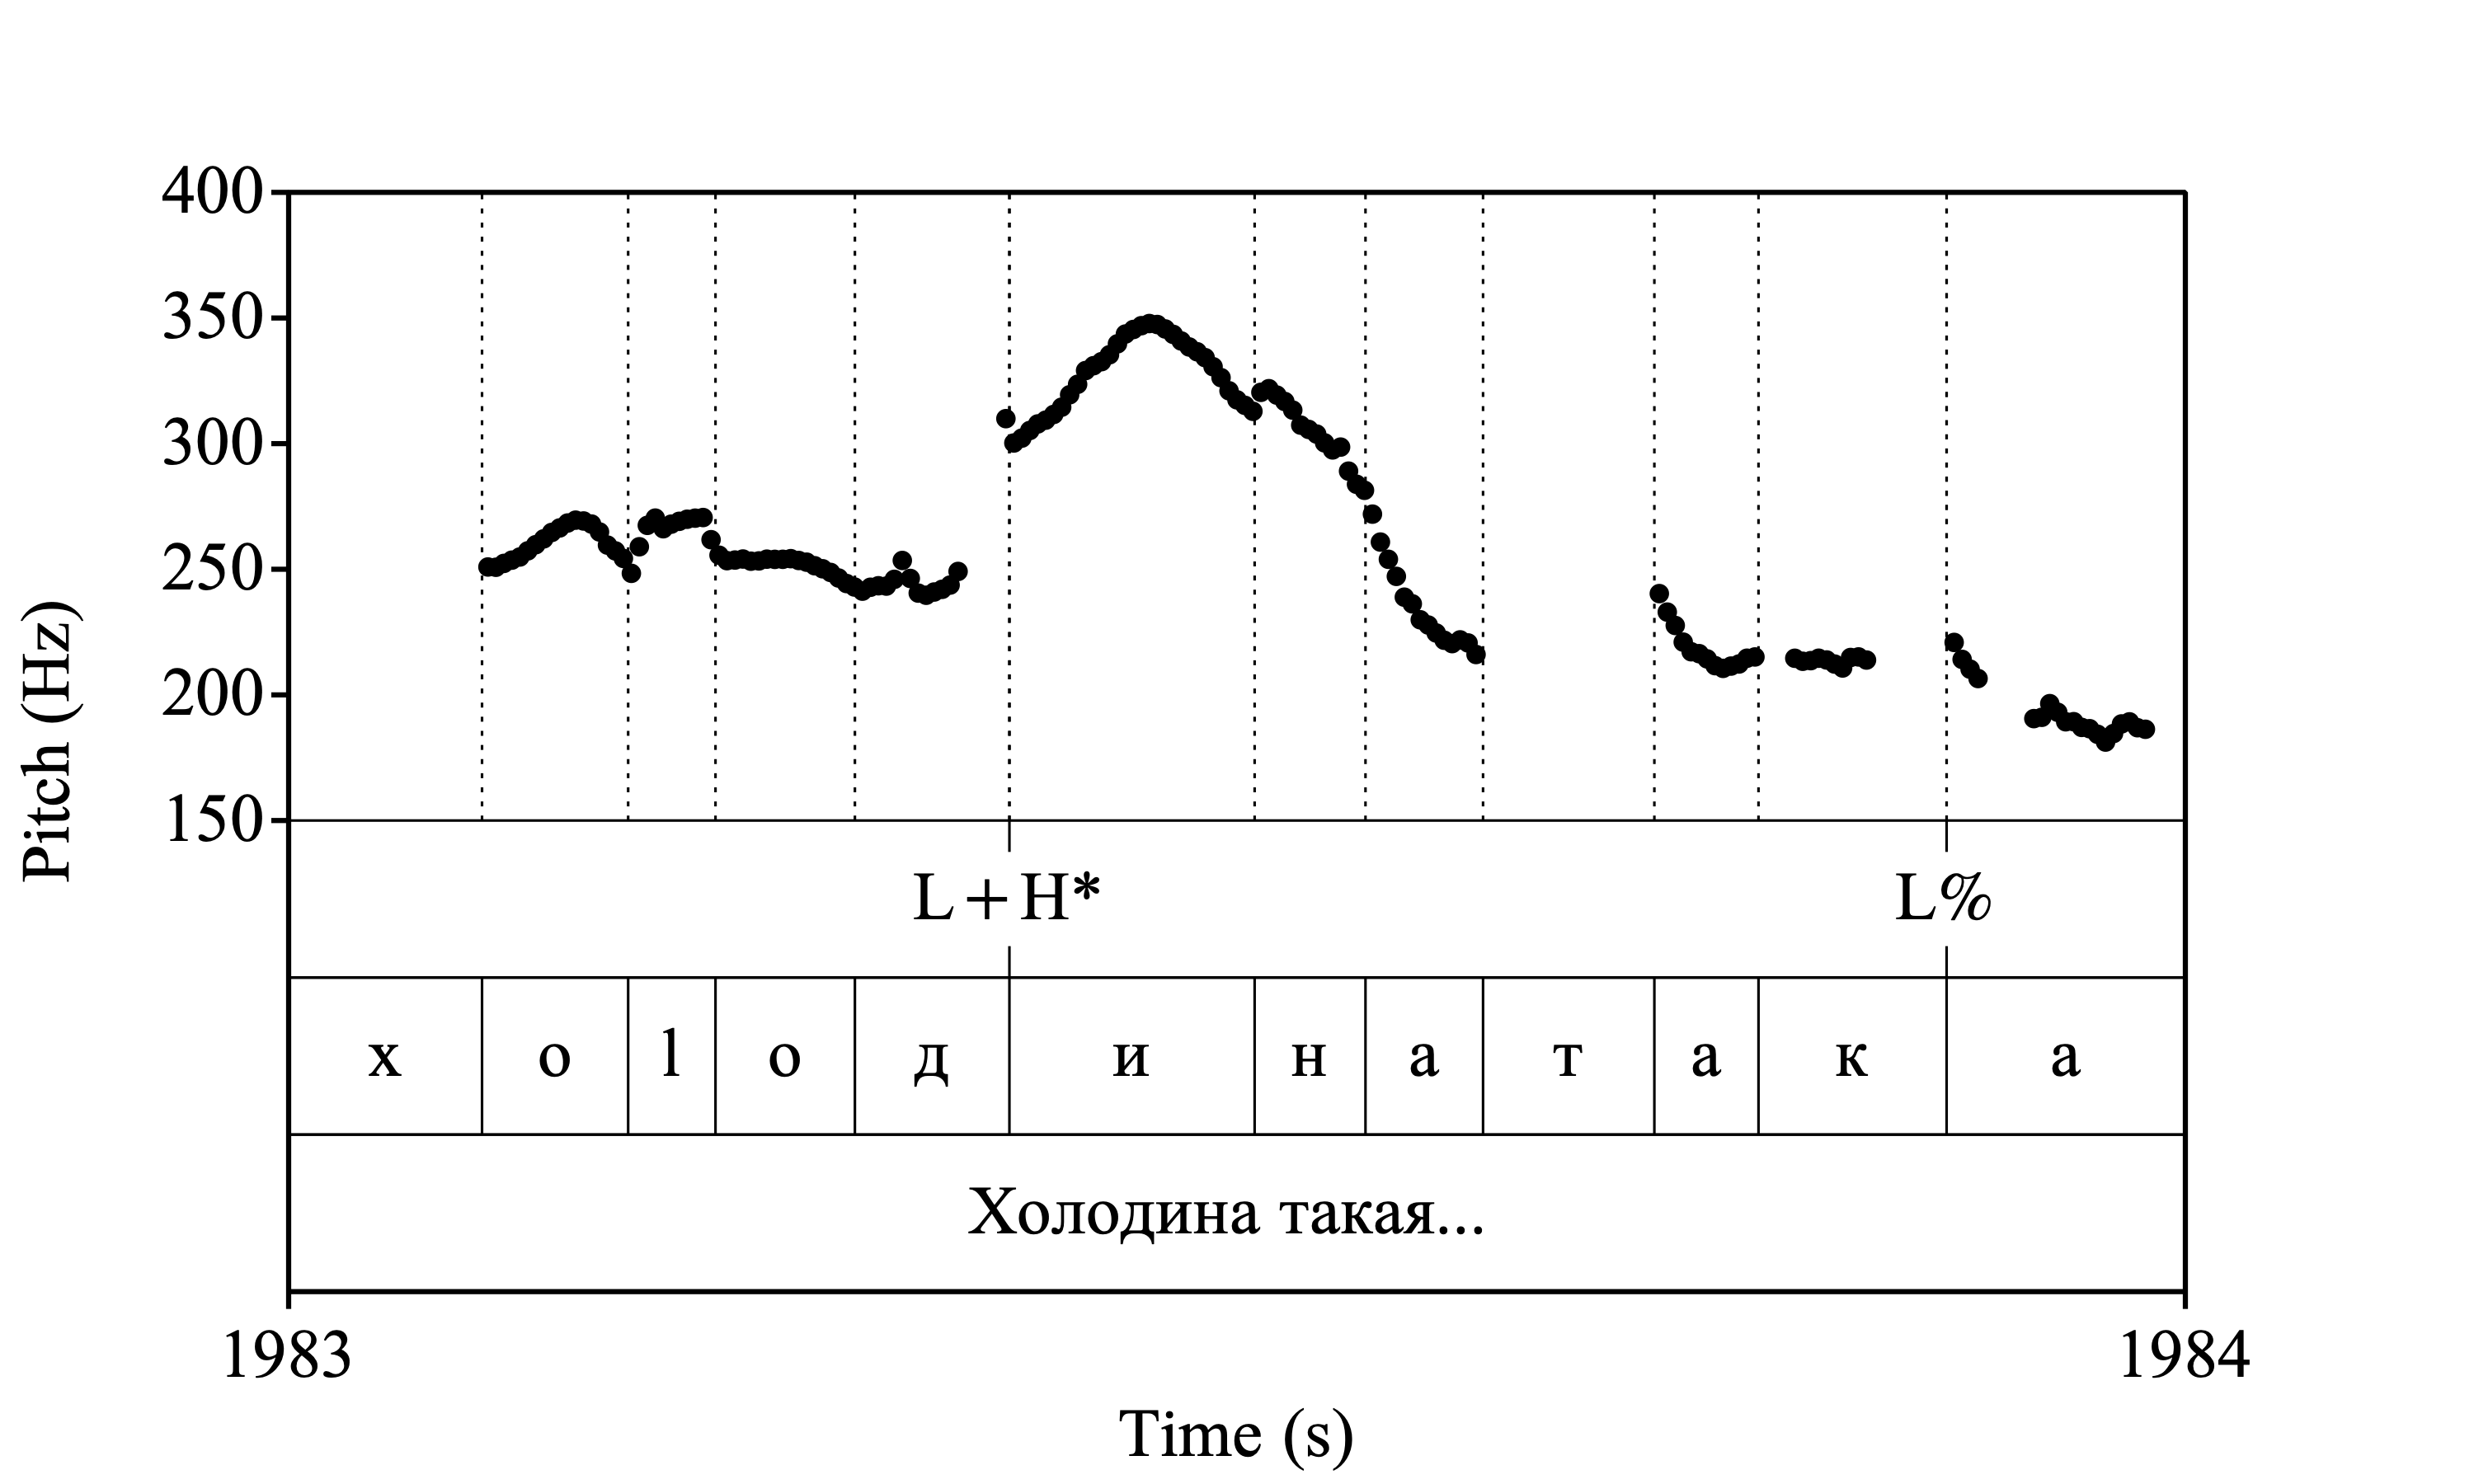 400
350
300
250
200
150
Pitch (Hz)
L+H* L%
х о l о д и н а т а к а
Холодина такая...
1983 1984
Time (s)